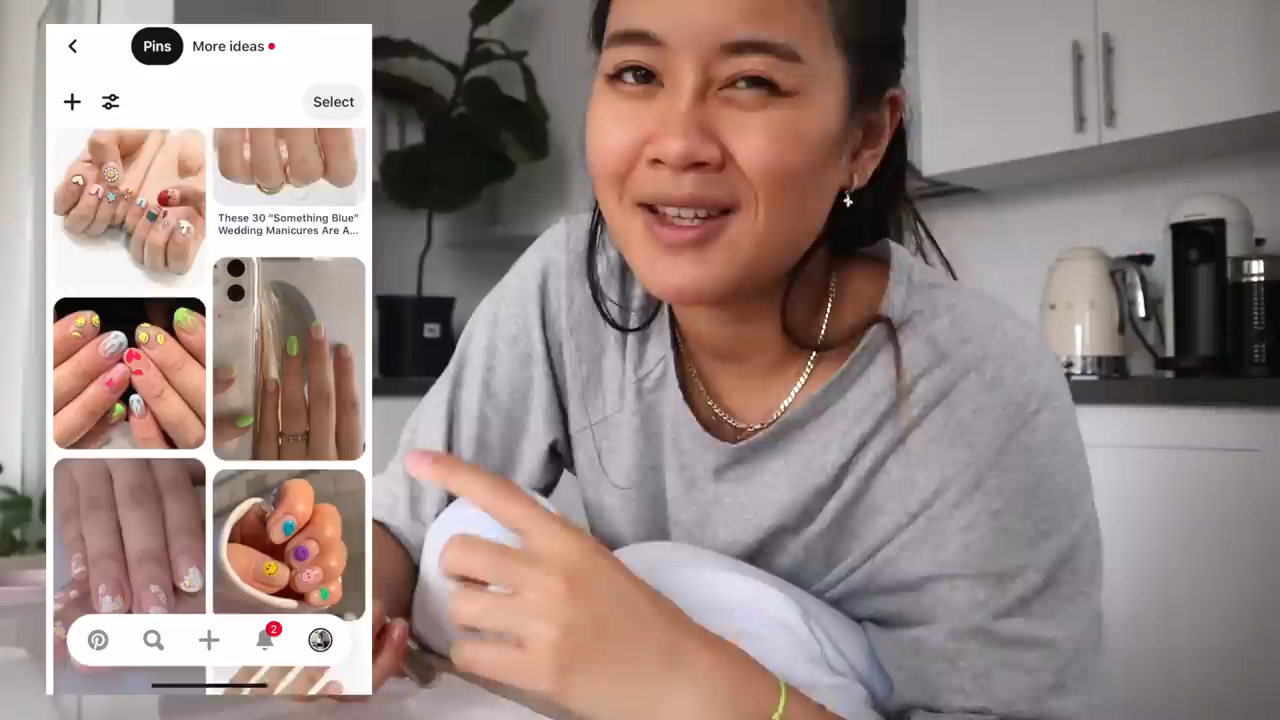 Pins
More ideas
Select
These 30 "Something Blue"
Wedding Manicures Are A...
2